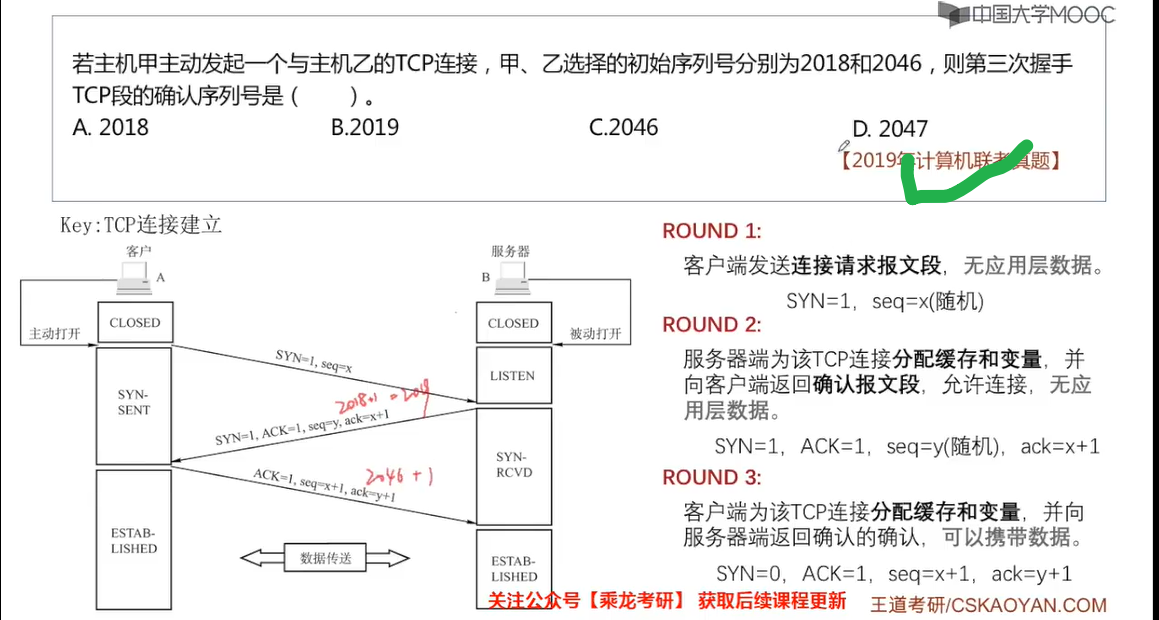 中国大学MOOC
若主机甲主动发起一个与主机乙的TCP连接，甲、乙选择的初始序列号分别为2018和2046，则第三次握手
TCP段的确认序列号是（　　）。
A. 2018 B.2019 C.2046 D. 2047
【2019年计算机联考真题】
Key:TCP连接建立
客户
服务器
A
B
主动打开
CLOSED
CLOSED
被动打开
SYN=1, seq=x
SYN-
SENT
LISTEN
2018+1 = 2019
SYN=1, ACK=1, seq=y, ack=x+1
SYN-
RCVD
2046+1
ACK=1, seq=x+1, ack=y+1
ESTAB-
LISHED
数据传送
ESTAB-
LISHED
ROUND 1:
客户端发送连接请求报文段，无应用层数据。
SYN=1，seq=x(随机)
ROUND 2:
服务器端为该TCP连接分配缓存和变量，并
向客户端返回确认报文段，允许连接，无应
用层数据。
SYN=1，ACK=1，seq=y(随机)，ack=x+1
ROUND 3:
客户端为该TCP连接分配缓存和变量，并向
服务器端返回确认的确认，可以携带数据。
SYN=0，ACK=1，seq=x+1，ack=y+1
关注公众号【乘龙考研】 获取后续课程更新
王道考研/CSKAOYAN.COM